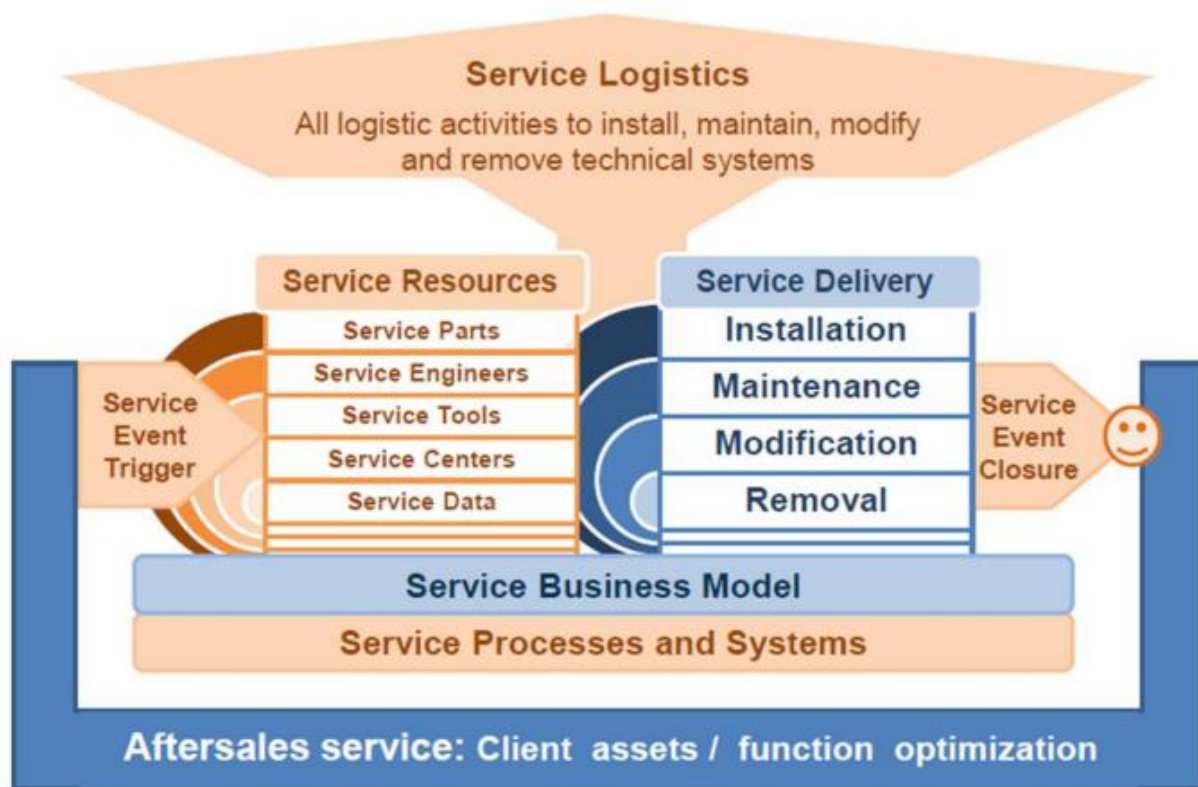 Service Logistics
All logistic activities to install, maintain, modify
and remove technical systems
Service Resources
Service Parts
Service Engineers
Service Tools
Service Centers
Service Data
Service Delivery
Installation
Maintenance
Modification
Removal
Service
Event
Trigger
Service
Event
Closure
Service Business Model
Service Processes and Systems
Aftersales service: Client assets / function optimization